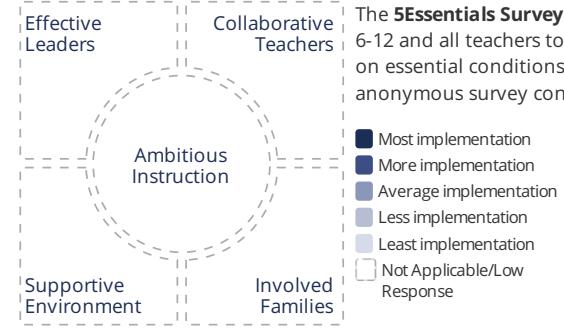 Effective
Leaders
Collaborative
Teachers
Ambitious
Instruction
Supportive
Environment
Involved
Families
The 5Essentials Survey
6-12 and all teachers to
on essential conditions
anonymous survey con
Most implementation
More implementation
Average implementation
Less implementation
Least implementation
Not Applicable/Low
Response